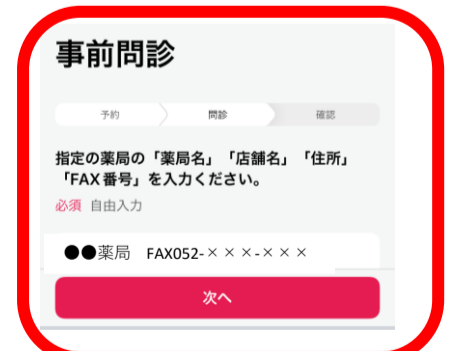 事前問診
予約
問診
確認
指定の薬局の「薬局名」「店舗名」「住所」
「FAX番号」を入力ください。
必須 自由入力
●●薬局 FAX052-×××-×××
次へ